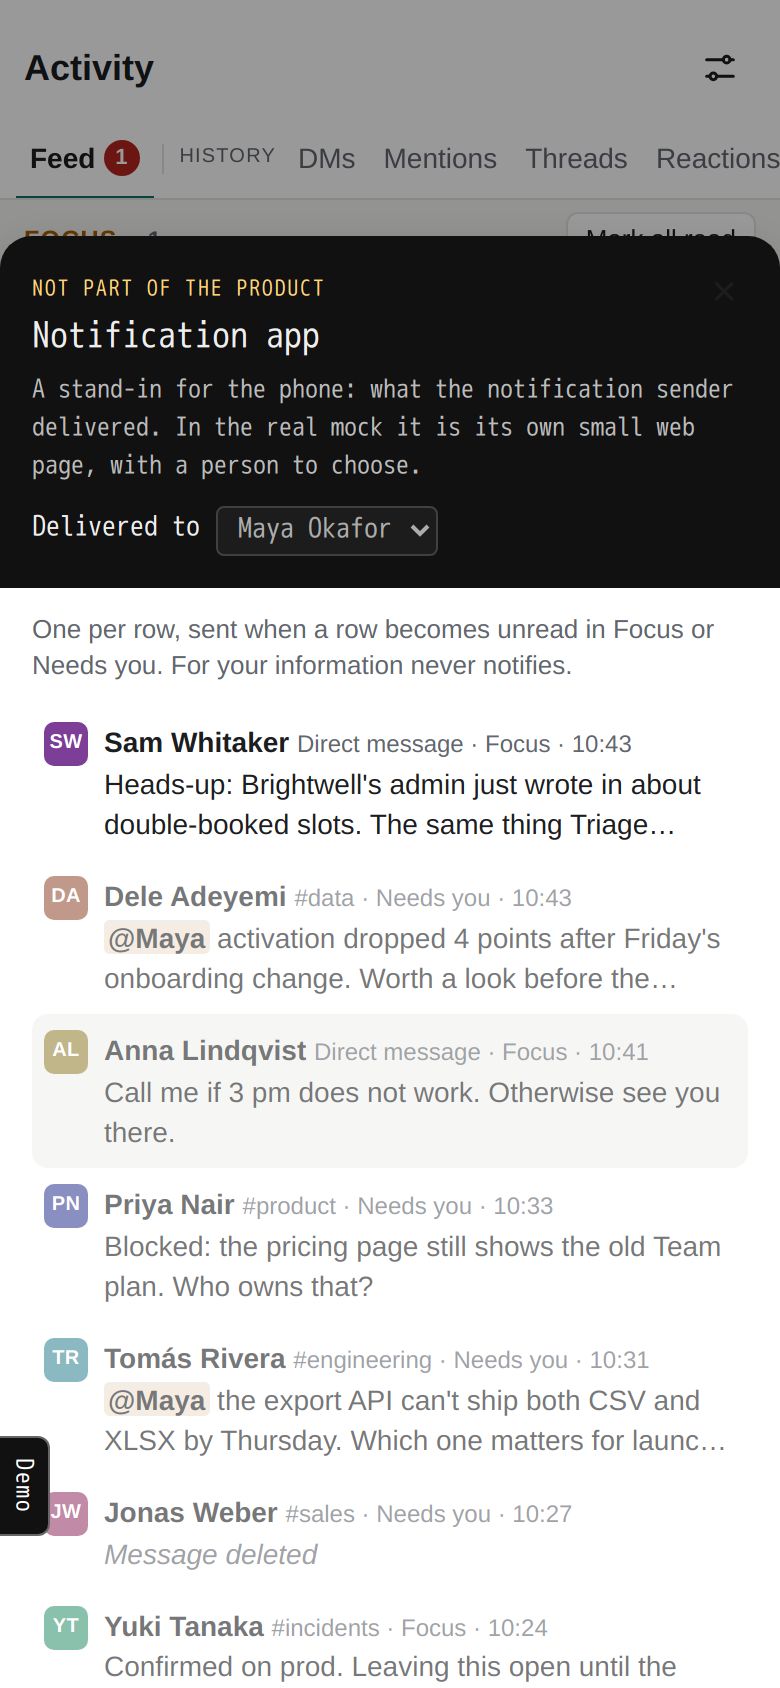 Activity
Feed 1 HISTORY DMs Mentions Threads Reactions
FOCUS 1 Mark all read
NOT PART OF THE PRODUCT
Notification app
A stand-in for the phone: what the notification sender
delivered. In the real mock it is its own small web
page, with a person to choose.
Delivered to Maya Okafor
One per row, sent when a row becomes unread in Focus or
Needs you. For your information never notifies.
SW Sam Whitaker Direct message · Focus · 10:43
Heads-up: Brightwell's admin just wrote in about
double-booked slots. The same thing Triage…
DA Dele Adeyemi #data · Needs you · 10:43
@Maya activation dropped 4 points after Friday's
onboarding change. Worth a look before the…
AL Anna Lindqvist Direct message · Focus · 10:41
Call me if 3 pm does not work. Otherwise see you
there.
PN Priya Nair #product · Needs you · 10:33
Blocked: the pricing page still shows the old Team
plan. Who owns that?
TR Tomás Rivera #engineering · Needs you · 10:31
@Maya the export API can't ship both CSV and
XLSX by Thursday. Which one matters for launc…
Demo
JW Jonas Weber #sales · Needs you · 10:27
Message deleted
YT Yuki Tanaka #incidents · Focus · 10:24
Confirmed on prod. Leaving this open until the